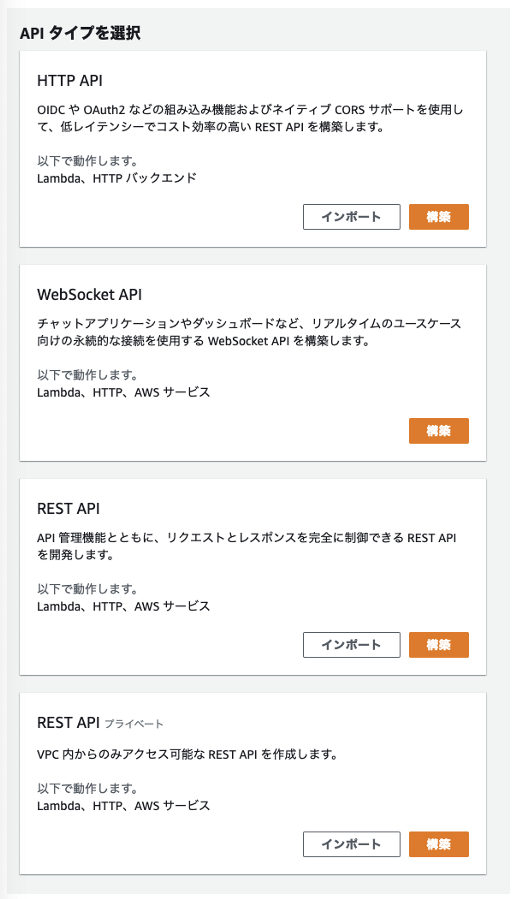 API タイプを選択
HTTP API
OIDC や OAuth2 などの組み込み機能およびネイティブ CORS サポートを使用し
て、低レイテンシーでコスト効率の高い REST API を構築します。
以下で動作します。
Lambda、HTTP バックエンド
インポート 構築
WebSocket API
チャットアプリケーションやダッシュボードなど、リアルタイムのユースケース
向けの永続的な接続を使用する WebSocket API を構築します。
以下で動作します。
Lambda、HTTP、AWS サービス
構築
REST API
API 管理機能とともに、リクエストとレスポンスを完全に制御できる REST API
を開発します。
以下で動作します。
Lambda、HTTP、AWS サービス
インポート 構築
REST API プライベート
VPC 内からのみアクセス可能な REST API を作成します。
以下で動作します。
Lambda、HTTP、AWS サービス
インポート 構築